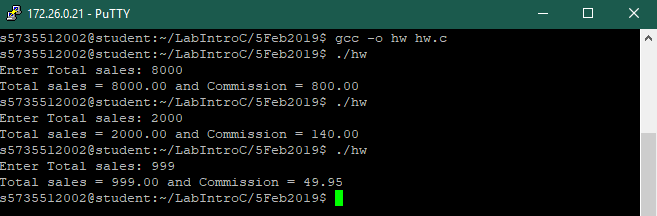 172.26.0.21 - PuTTY
s5735512002@student:~/LabIntroC/5Feb2019$ gcc -o hw hw.c
s5735512002@student:~/LabIntroC/5Feb2019$ ./hw
Enter Total sales: 8000
Total sales = 8000.00 and Commission = 800.00
s5735512002@student:~/LabIntroC/5Feb2019$ ./hw
Enter Total sales: 2000
Total sales = 2000.00 and Commission = 140.00
s5735512002@student:~/LabIntroC/5Feb2019$ ./hw
Enter Total sales: 999
Total sales = 999.00 and Commission = 49.95
s5735512002@student:~/LabIntroC/5Feb2019$